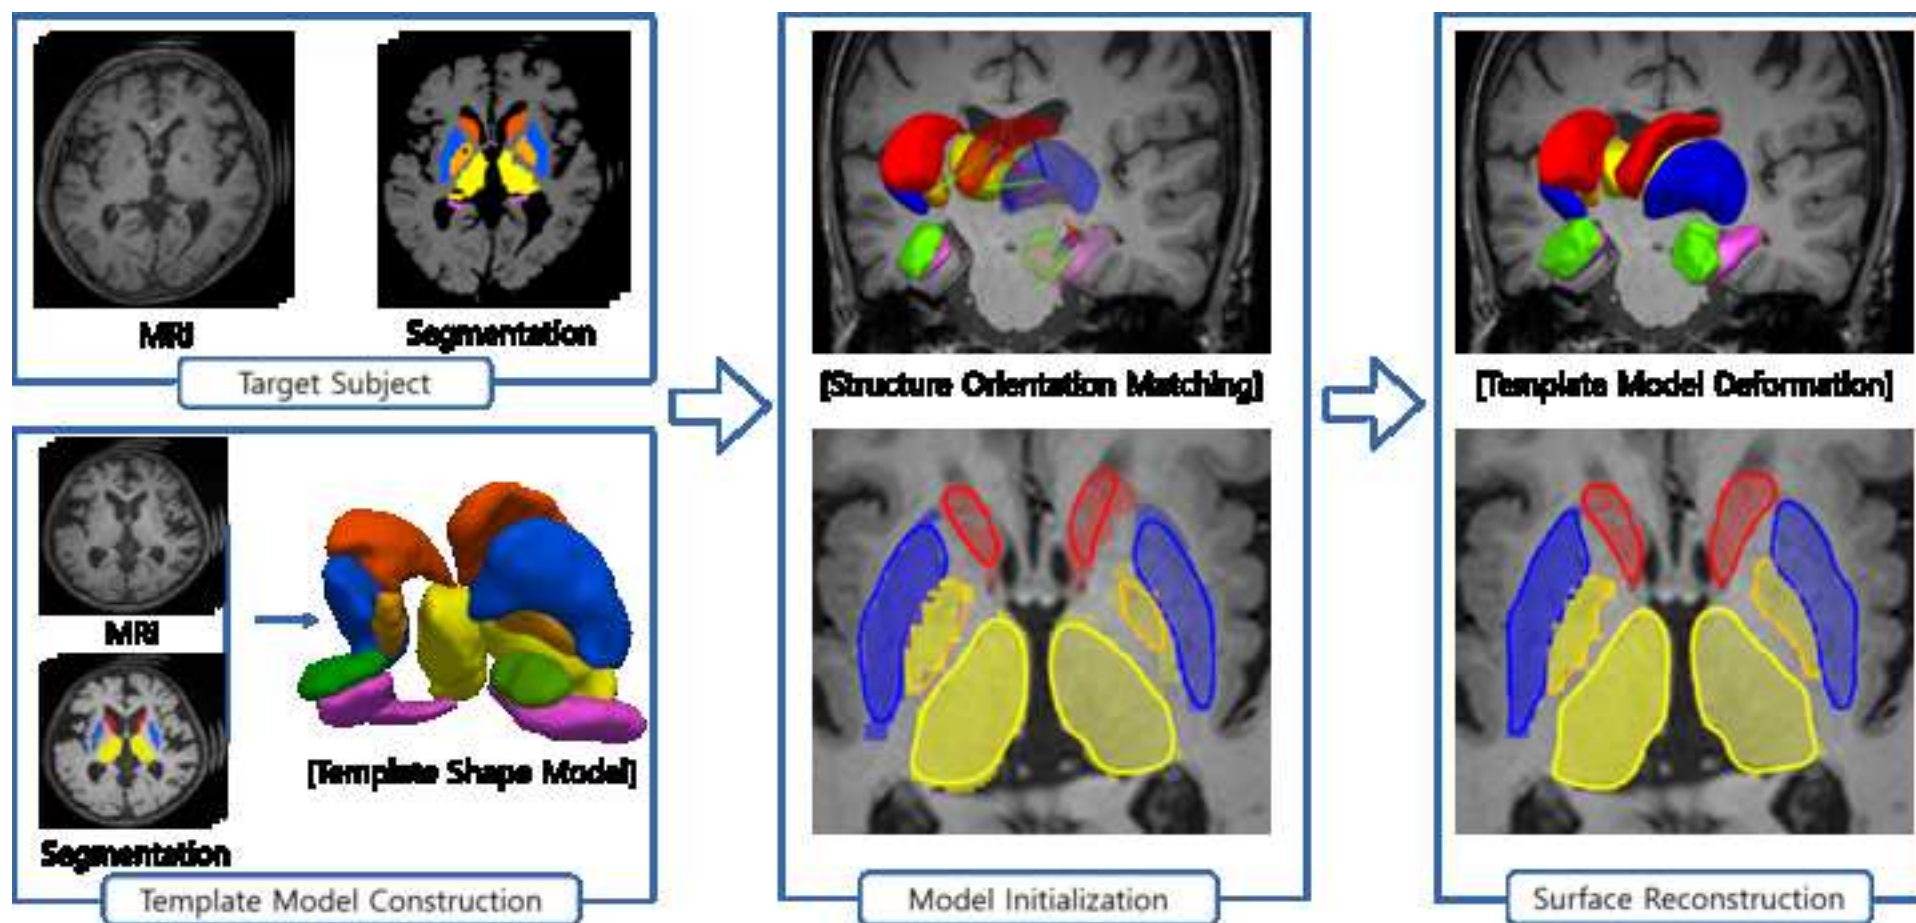 MRI
Segmentation
Target Subject
MRI
Segmentation
[Template Shape Model]
Template Model Construction
[Structure Orientation Matching]
Model Initialization
[Template Model Deformation]
Surface Reconstruction